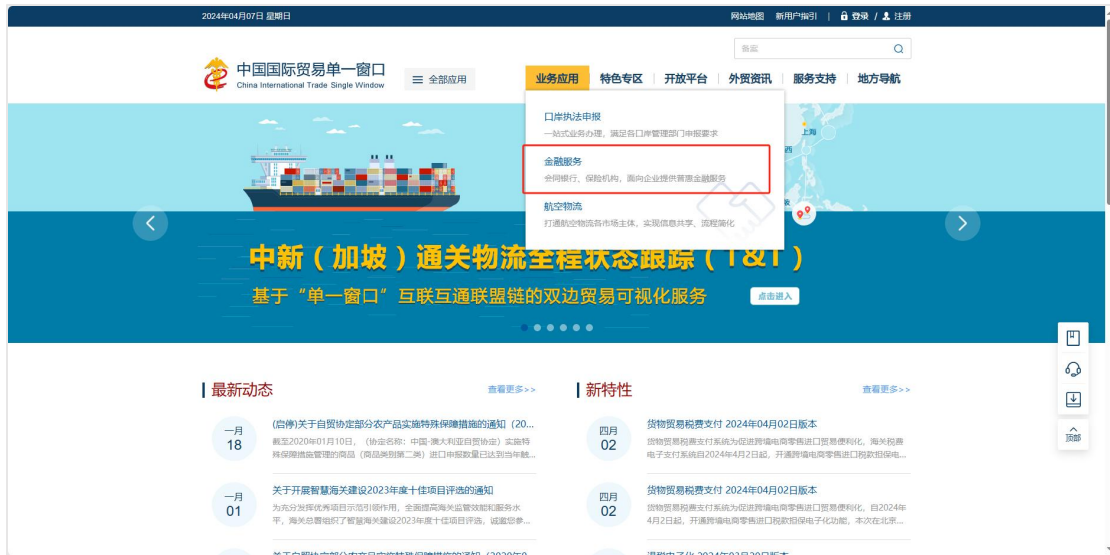 2024年04月07日 星期日
网站地图 新用户指引 | 登录 / 注册
备案
中国国际贸易单一窗口
China International Trade Single Window
全部应用
业务应用 特色专区 开放平台 外贸资讯 服务支持 地方导航
口岸执法申报
一站式业务办理，满足各口岸管理部门申报要求
金融服务
会同银行、保险机构，面向企业提供普惠金融服务
航空物流
打通航空物流各市场主体，实现信息共享、流程简化
上海
西
中新（加坡）通关物流全程状态跟踪（T&T）
基于“单一窗口”互联互通联盟链的双边贸易可视化服务
点击进入
最新动态
查看更多>>
一月
18
(启停)关于自贸协定部分农产品实施特殊保障措施的通知（20...
截至2020年01月10日，（协定名称：中国-澳大利亚自贸协定）实施特
殊保障措施管理的商品（商品类别第二类）进口申报数量已达到当年触...
一月
01
关于开展智慧海关建设2023年度十佳项目评选的通知
为充分发挥优秀项目示范引领作用，全面提高海关监管效能和服务水
平，海关总署组织了智慧海关建设2023年度十佳项目评选，诚邀您参...
新特性
查看更多>>
四月
02
货物贸易税费支付 2024年04月02日版本
货物贸易税费支付系统为促进跨境电商零售进口贸易便利化，海关税费
电子支付系统自2024年4月2日起，开通跨境电商零售进口税款担保电...
四月
02
货物贸易税费支付 2024年04月02日版本
货物贸易税费支付系统为促进跨境电商零售进口贸易便利化，自2024年
4月2日起，开通跨境电商零售进口税款担保电子化功能，本次在北京...
顶部